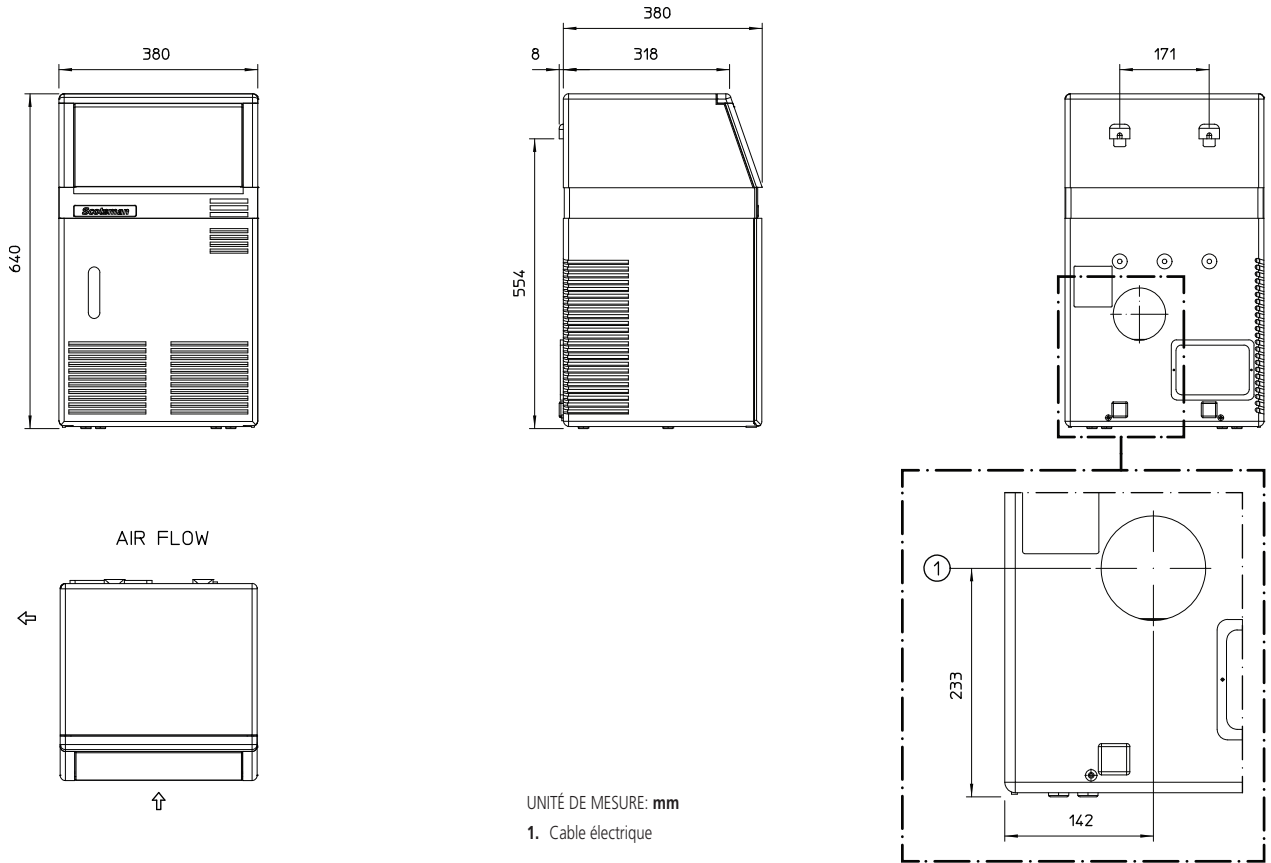 380
380
8
318
171
640
554
Scotsman
AIR FLOW
1
233
142
UNITÉ DE MESURE: mm
1. Cable électrique